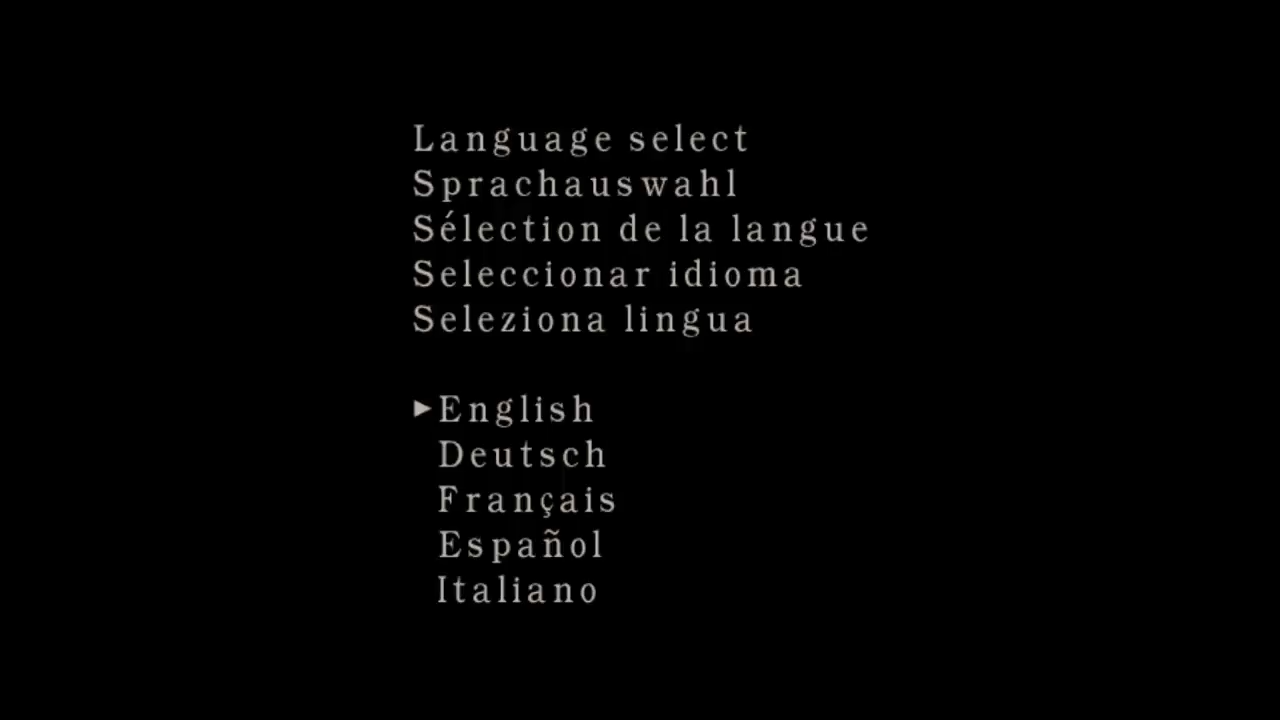 Language select
Sprachauswahl
Sélection de la langue
Seleccionar idioma
Seleziona lingua
►English
Deutsch
Français
Español
Italiano